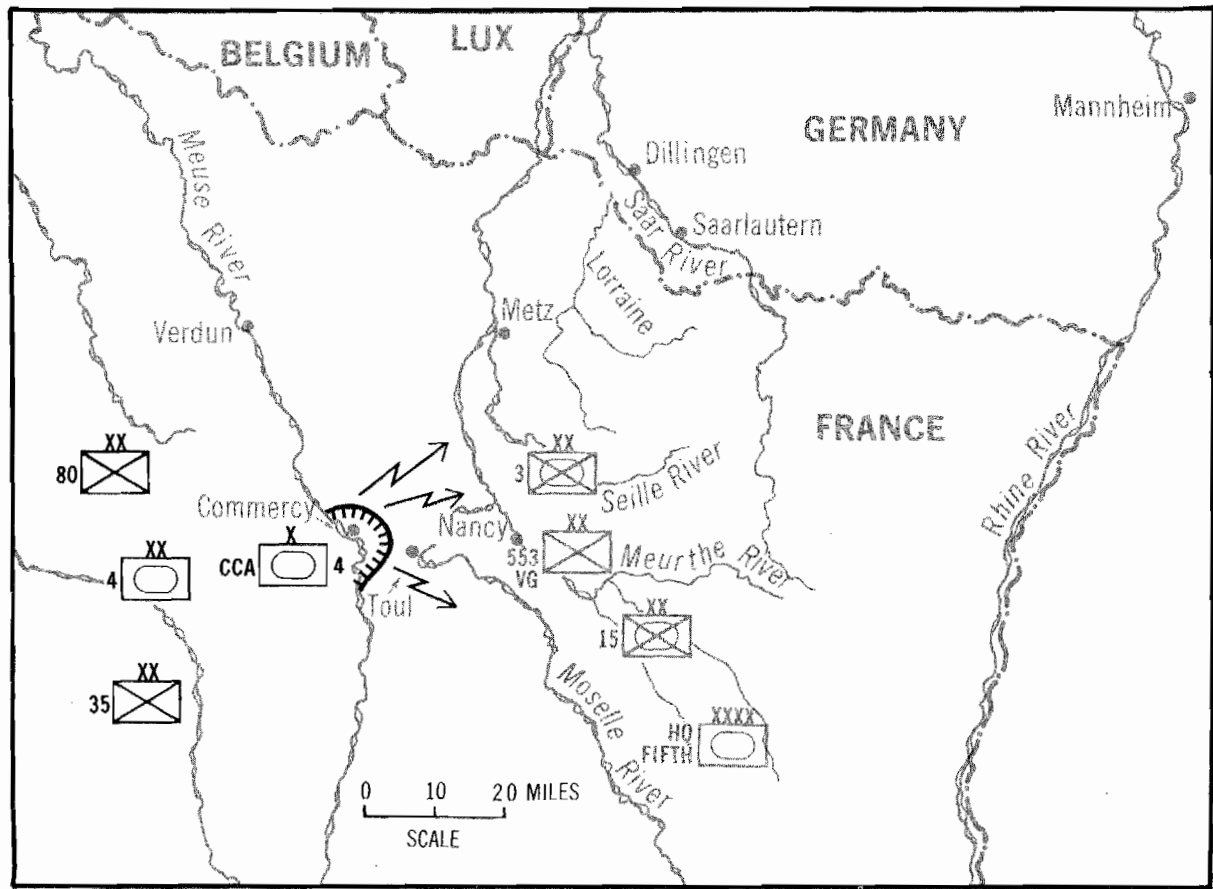 BELGIUM
LUX
GERMANY
Mannheim
Meuse River
Dillingen
Saar River
Saarlautern
Lorraine
Verdun
Metz
FRANCE
Rhine River
XX
80
XX
3
Seille River
Commercy
Nancy
X
CCA
4
XX
553
VG
Meurthe River
XX
4
Toul
XX
15
XX
35
Moselle River
XXXX
HQ
FIFTH
0 10 20 MILES
SCALE